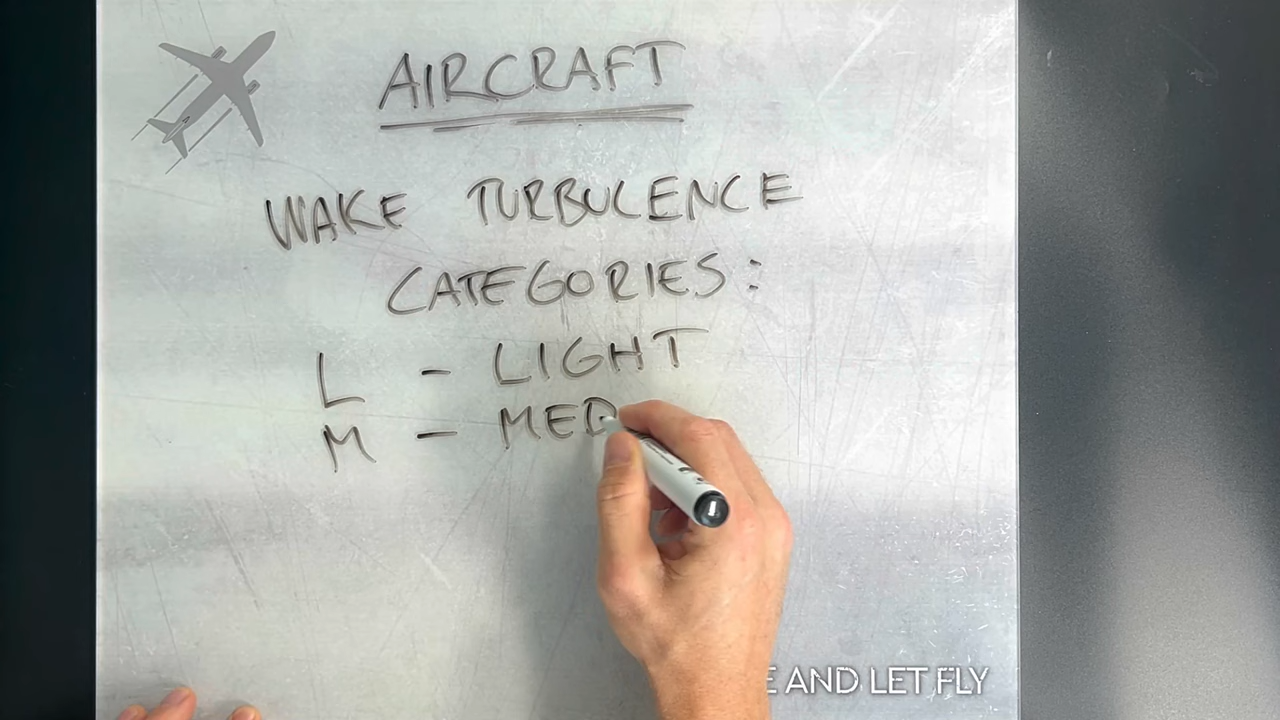 AIRCRAFT
WAKE TURBULENCE
CATEGORIES:
L - LIGHT
M - MED
E AND LET FLY